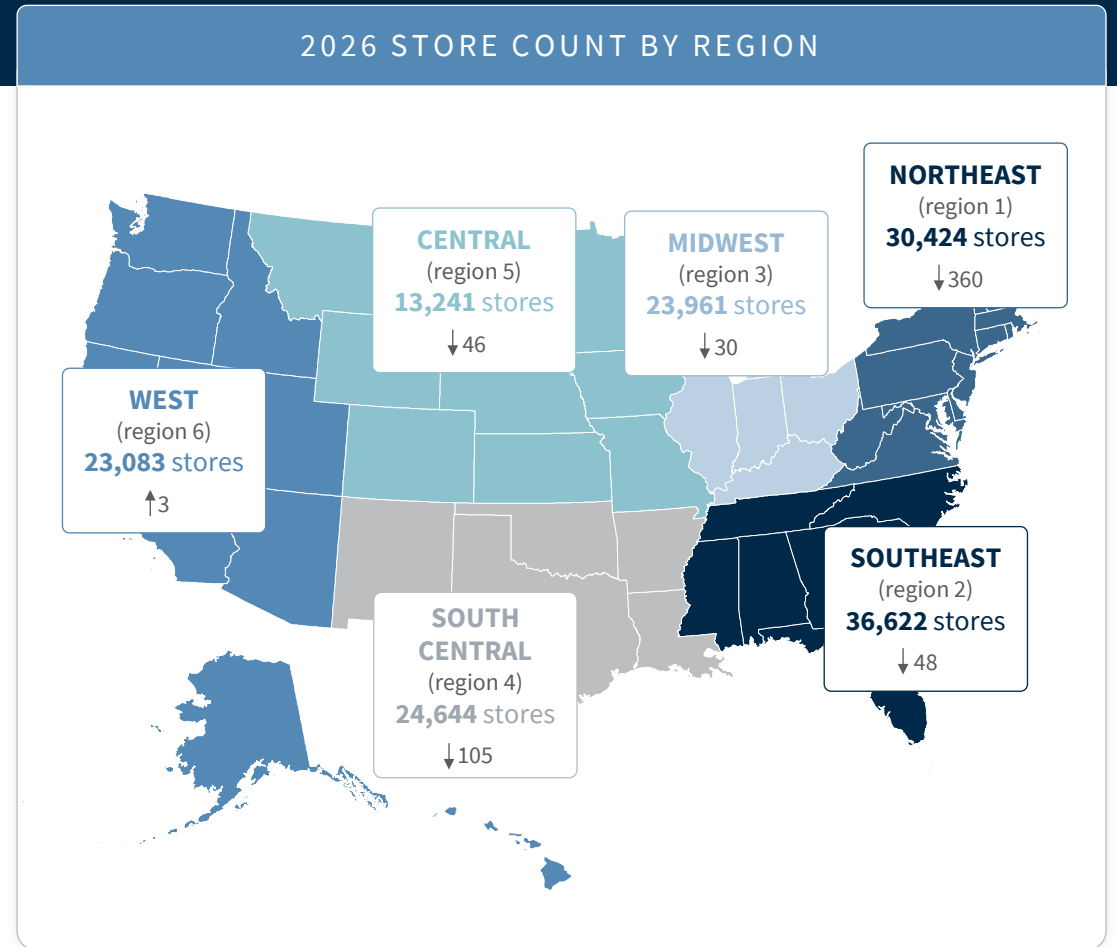 2026 STORE COUNT BY REGION
NORTHEAST
(region 1)
30,424 stores
↓360
CENTRAL
(region 5)
13,241 stores
↓46
MIDWEST
(region 3)
23,961 stores
↓30
WEST
(region 6)
23,083 stores
↑3
SOUTHEAST
(region 2)
36,622 stores
↓48
SOUTH
CENTRAL
(region 4)
24,644 stores
↓105